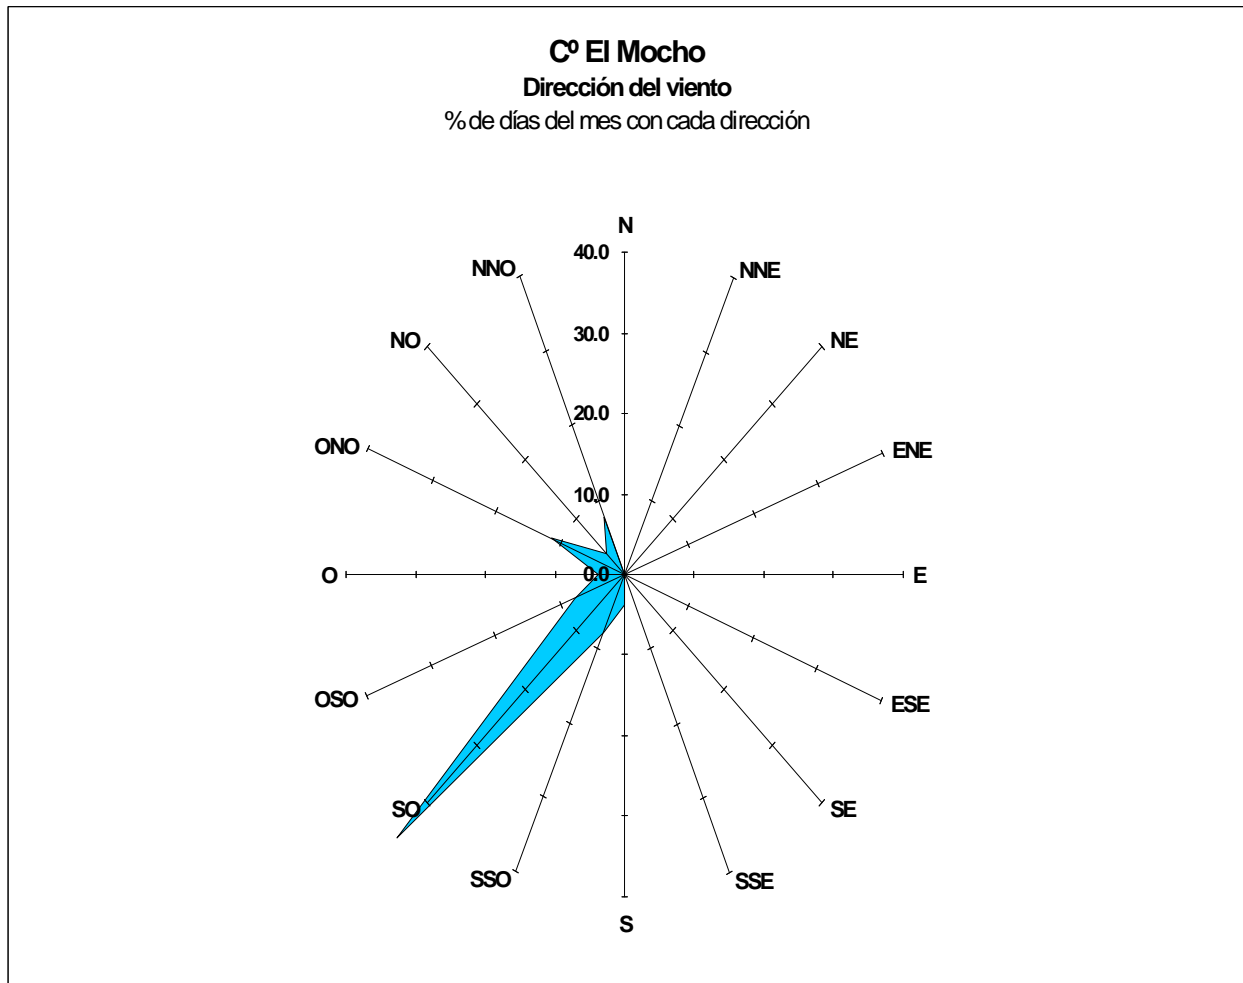 Cº El Mocho
Dirección del viento
% de días del mes con cada dirección
N
40.0
NNO
NNE
30.0
NO
NE
20.0
ONO
ENE
10.0
O
0.0
E
OSO
ESE
SO
SE
SSO
SSE
S